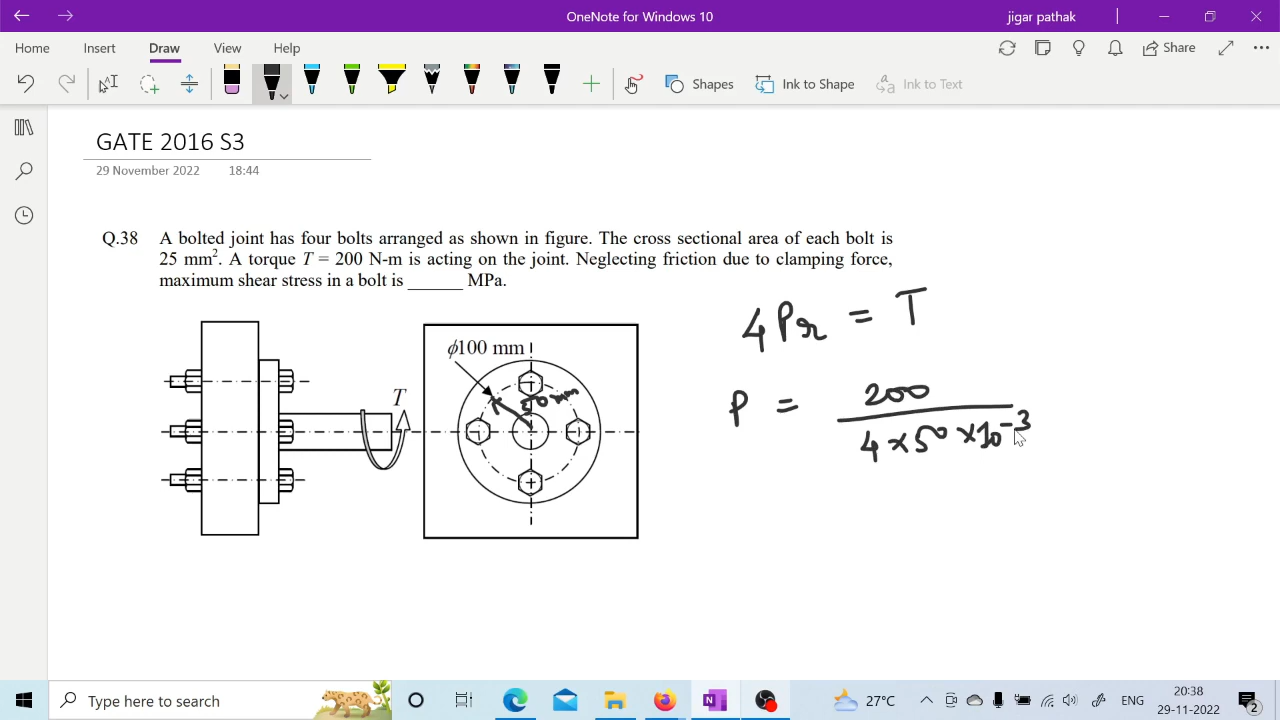 OneNote for Windows 10
jigar pathak
Home Insert Draw View Help
Share
Shapes
Ink to Shape
Ink to Text
GATE 2016 S3
29 November 2022 18:44
Q.38 A bolted joint has four bolts arranged as shown in figure. The cross sectional area of each bolt is
25 mm². A torque T = 200 N-m is acting on the joint. Neglecting friction due to clamping force,
maximum shear stress in a bolt is ______ MPa.
4Pr = T
ϕ100 mm
50 mm
T
P = 200
4 × 50 × 10⁻³
Type here to search
27°C
ENG
20:38
29-11-2022
2